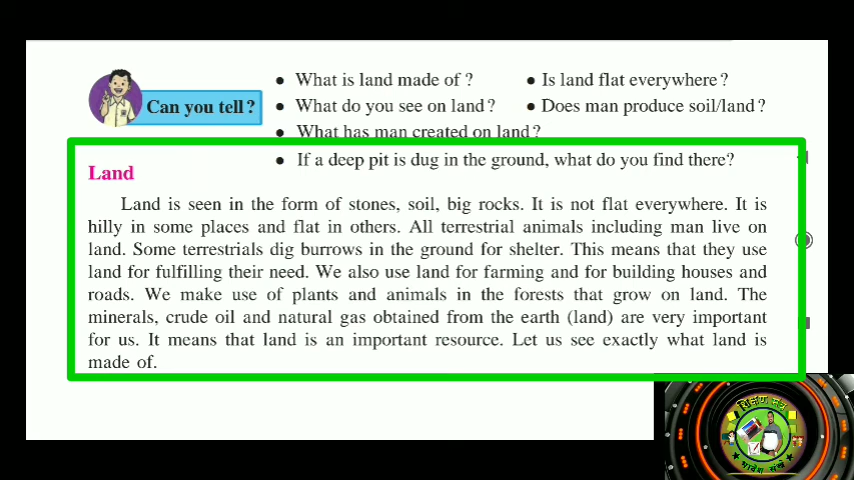 Can you tell?
• What is land made of ?
• Is land flat everywhere?
• What do you see on land?
• Does man produce soil/land?
• What has man created on land?
• If a deep pit is dug in the ground, what do you find there?
Land
Land is seen in the form of stones, soil, big rocks. It is not flat everywhere. It is
hilly in some places and flat in others. All terrestrial animals including man live on
land. Some terrestrials dig burrows in the ground for shelter. This means that they use
land for fulfilling their need. We also use land for farming and for building houses and
roads. We make use of plants and animals in the forests that grow on land. The
minerals, crude oil and natural gas obtained from the earth (land) are very important
for us. It means that land is an important resource. Let us see exactly what land is
made of.